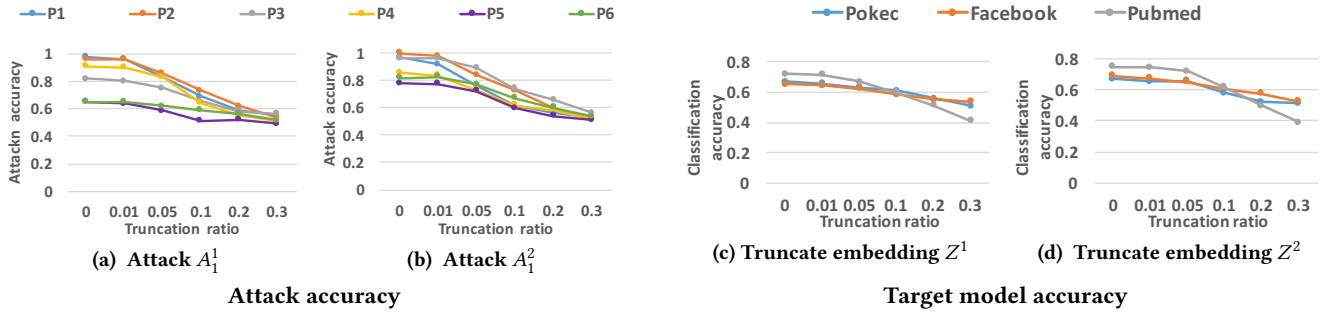 P1 P2 P3 P4 P5 P6
Attackn accuracy
1
0.8
0.6
0.4
0.2
0
0 0.01 0.05 0.1 0.2 0.3
Truncation ratio
(a) Attack A_1^1
Attack accuracy
1
0.8
0.6
0.4
0.2
0
0 0.01 0.05 0.1 0.2 0.3
Truncation ratio
(b) Attack A_1^2
Attack accuracy
Pokec Facebook Pubmed
Classification
accuracy
0.8
0.6
0.4
0.2
0
0 0.01 0.05 0.1 0.2 0.3
Truncation ratio
(c) Truncate embedding Z^1
Classification
accuracy
0.8
0.6
0.4
0.2
0
0 0.01 0.05 0.1 0.2 0.3
Truncation ratio
(d) Truncate embedding Z^2
Target model accuracy